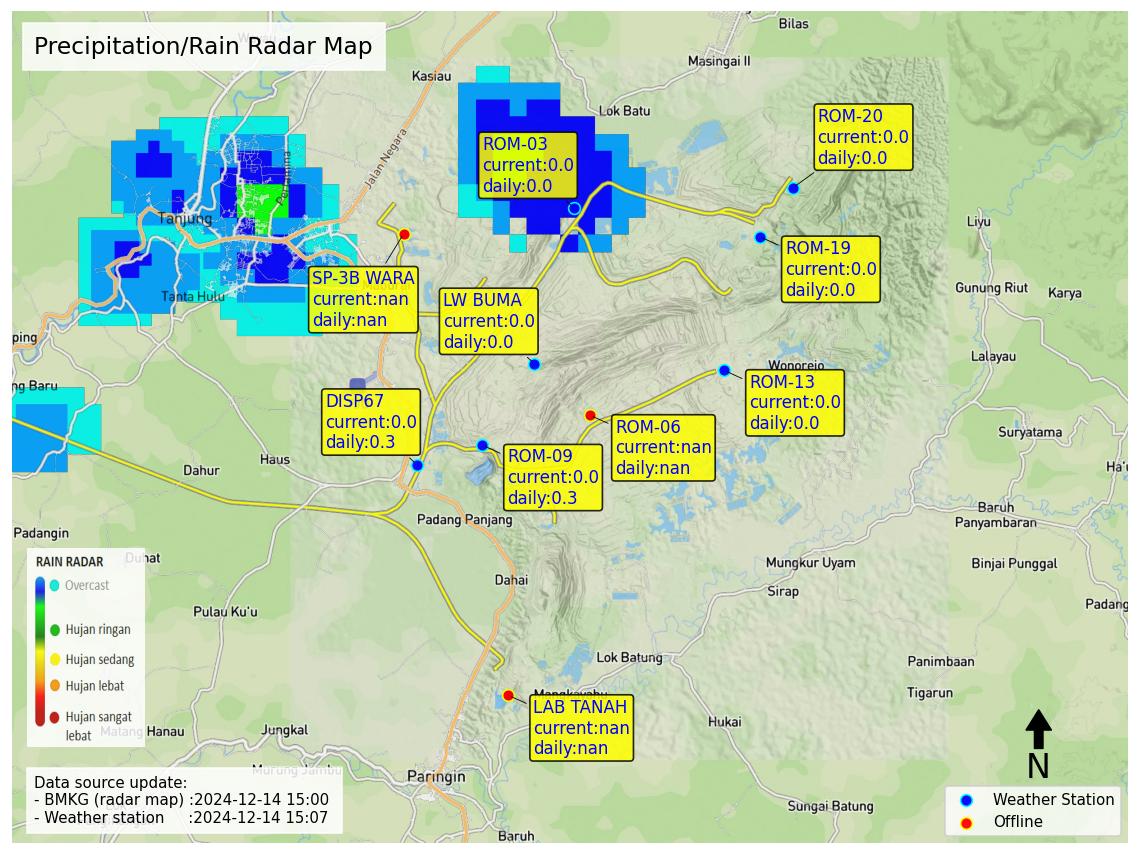 Precipitation/Rain Radar Map
Bilas
Masingai II
Kasiau
Lok Batu
Jalan Negara
ROM-20
current:0.0
daily:0.0
ROM-03
current:0.0
daily:0.0
Tanjung
Liyu
ROM-19
current:0.0
daily:0.0
SP-3B WARA
current:nan
daily:nan
Tanta Hulu
LW BUMA
current:0.0
daily:0.0
Gunung Riut
Karya
ping
Lalayau
Wonorejo
ng Baru
ROM-13
current:0.0
daily:0.0
DISP67
current:0.0
daily:0.3
ROM-06
current:nan
daily:nan
Suryatama
ROM-09
current:0.0
daily:0.3
Haus
Dahur
Ha'u
Baruh
Panyambaran
Padang Panjang
Padangin
Duhat
Mungkur Uyam
Binjai Punggal
Dahai
Sirap
Padang
Pulau Ku'u
RAIN RADAR
Overcast
Hujan ringan
Hujan sedang
Hujan lebat
Hujan sangat
lebat
Lok Batung
Panimbaan
Tigarun
Mangkayahu
LAB TANAH
current:nan
daily:nan
Hukai
Matang Hanau
Jungkal
Murung Jambu
Paringin
Sungai Batung
Baruh
Data source update:
- BMKG (radar map) :2024-12-14 15:00
- Weather station :2024-12-14 15:07
N
Weather Station
Offline